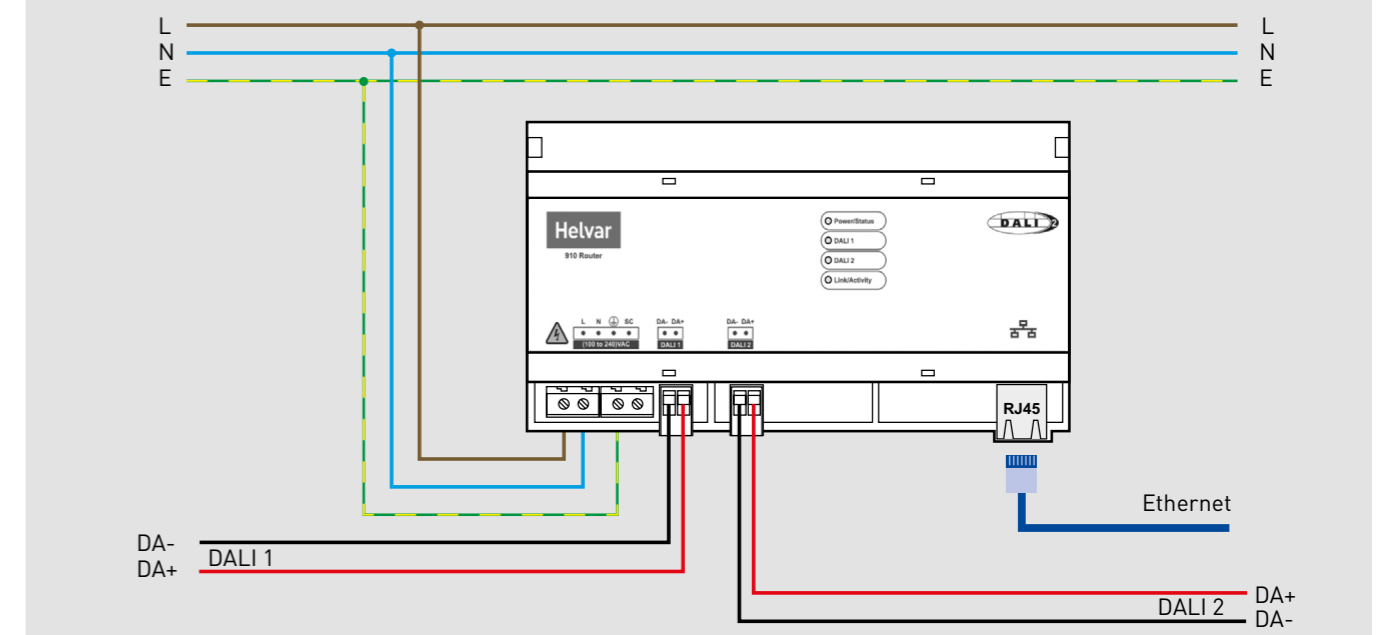 L L
N N
E E
Helvar
910 Router
Power/Status
DALI 1
DALI 2
Link/Activity
DALI 2
L N SC
(100 to 240)VAC
DA- DA+
DALI 1
DA- DA+
DALI 2
RJ45
Ethernet
DA-
DALI 1
DA+
DA+
DALI 2
DA-